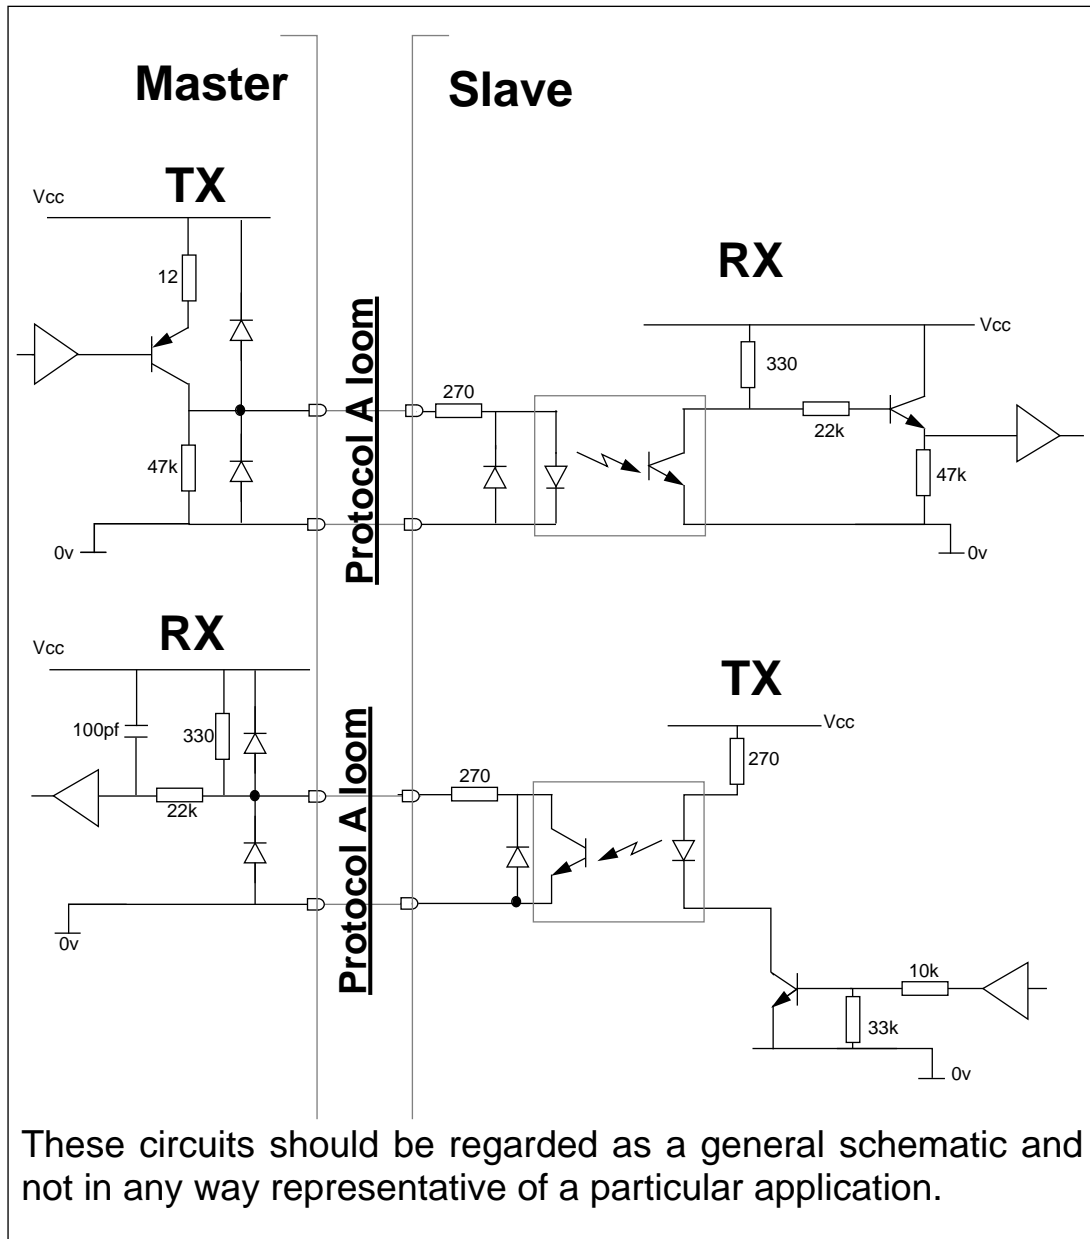 Master
Slave
TX
Vcc
12
47k
0v
Protocol A loom
270
RX
Vcc
330
22k
47k
0v
RX
Vcc
100pf
330
22k
0v
Protocol A loom
270
TX
Vcc
270
10k
33k
0v
These circuits should be regarded as a general schematic and
not in any way representative of a particular application.